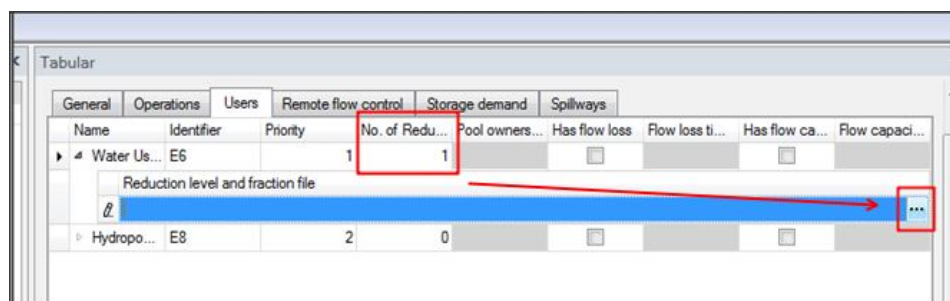 Tabular
General Operations Users Remote flow control Storage demand Spillways
Name Identifier Priority No. of Redu... Pool owners... Has flow loss Flow loss ti... Has flow ca... Flow capaci...
Water Us... E6 1 1
Reduction level and fraction file
...
Hydropo... E8 2 0